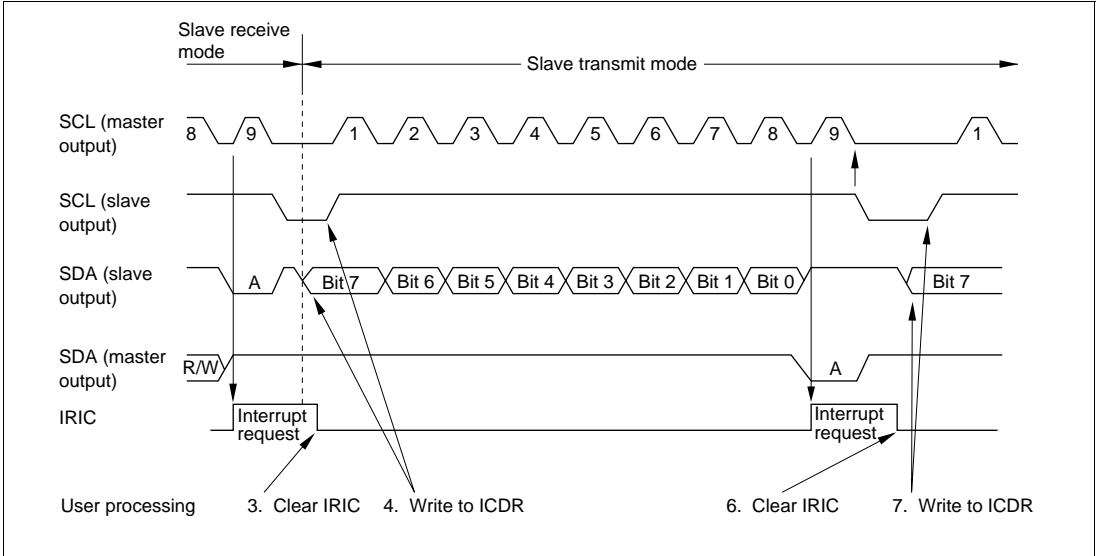 Slave receive
mode
Slave transmit mode
SCL (master
output)
8 9 1 2 3 4 5 6 7 8 9 1
SCL (slave
output)
SDA (slave
output)
A Bit 7 Bit 6 Bit 5 Bit 4 Bit 3 Bit 2 Bit 1 Bit 0 Bit 7
SDA (master
output)
R/W A
IRIC
Interrupt
request
Interrupt
request
User processing 3. Clear IRIC 4. Write to ICDR 6. Clear IRIC 7. Write to ICDR